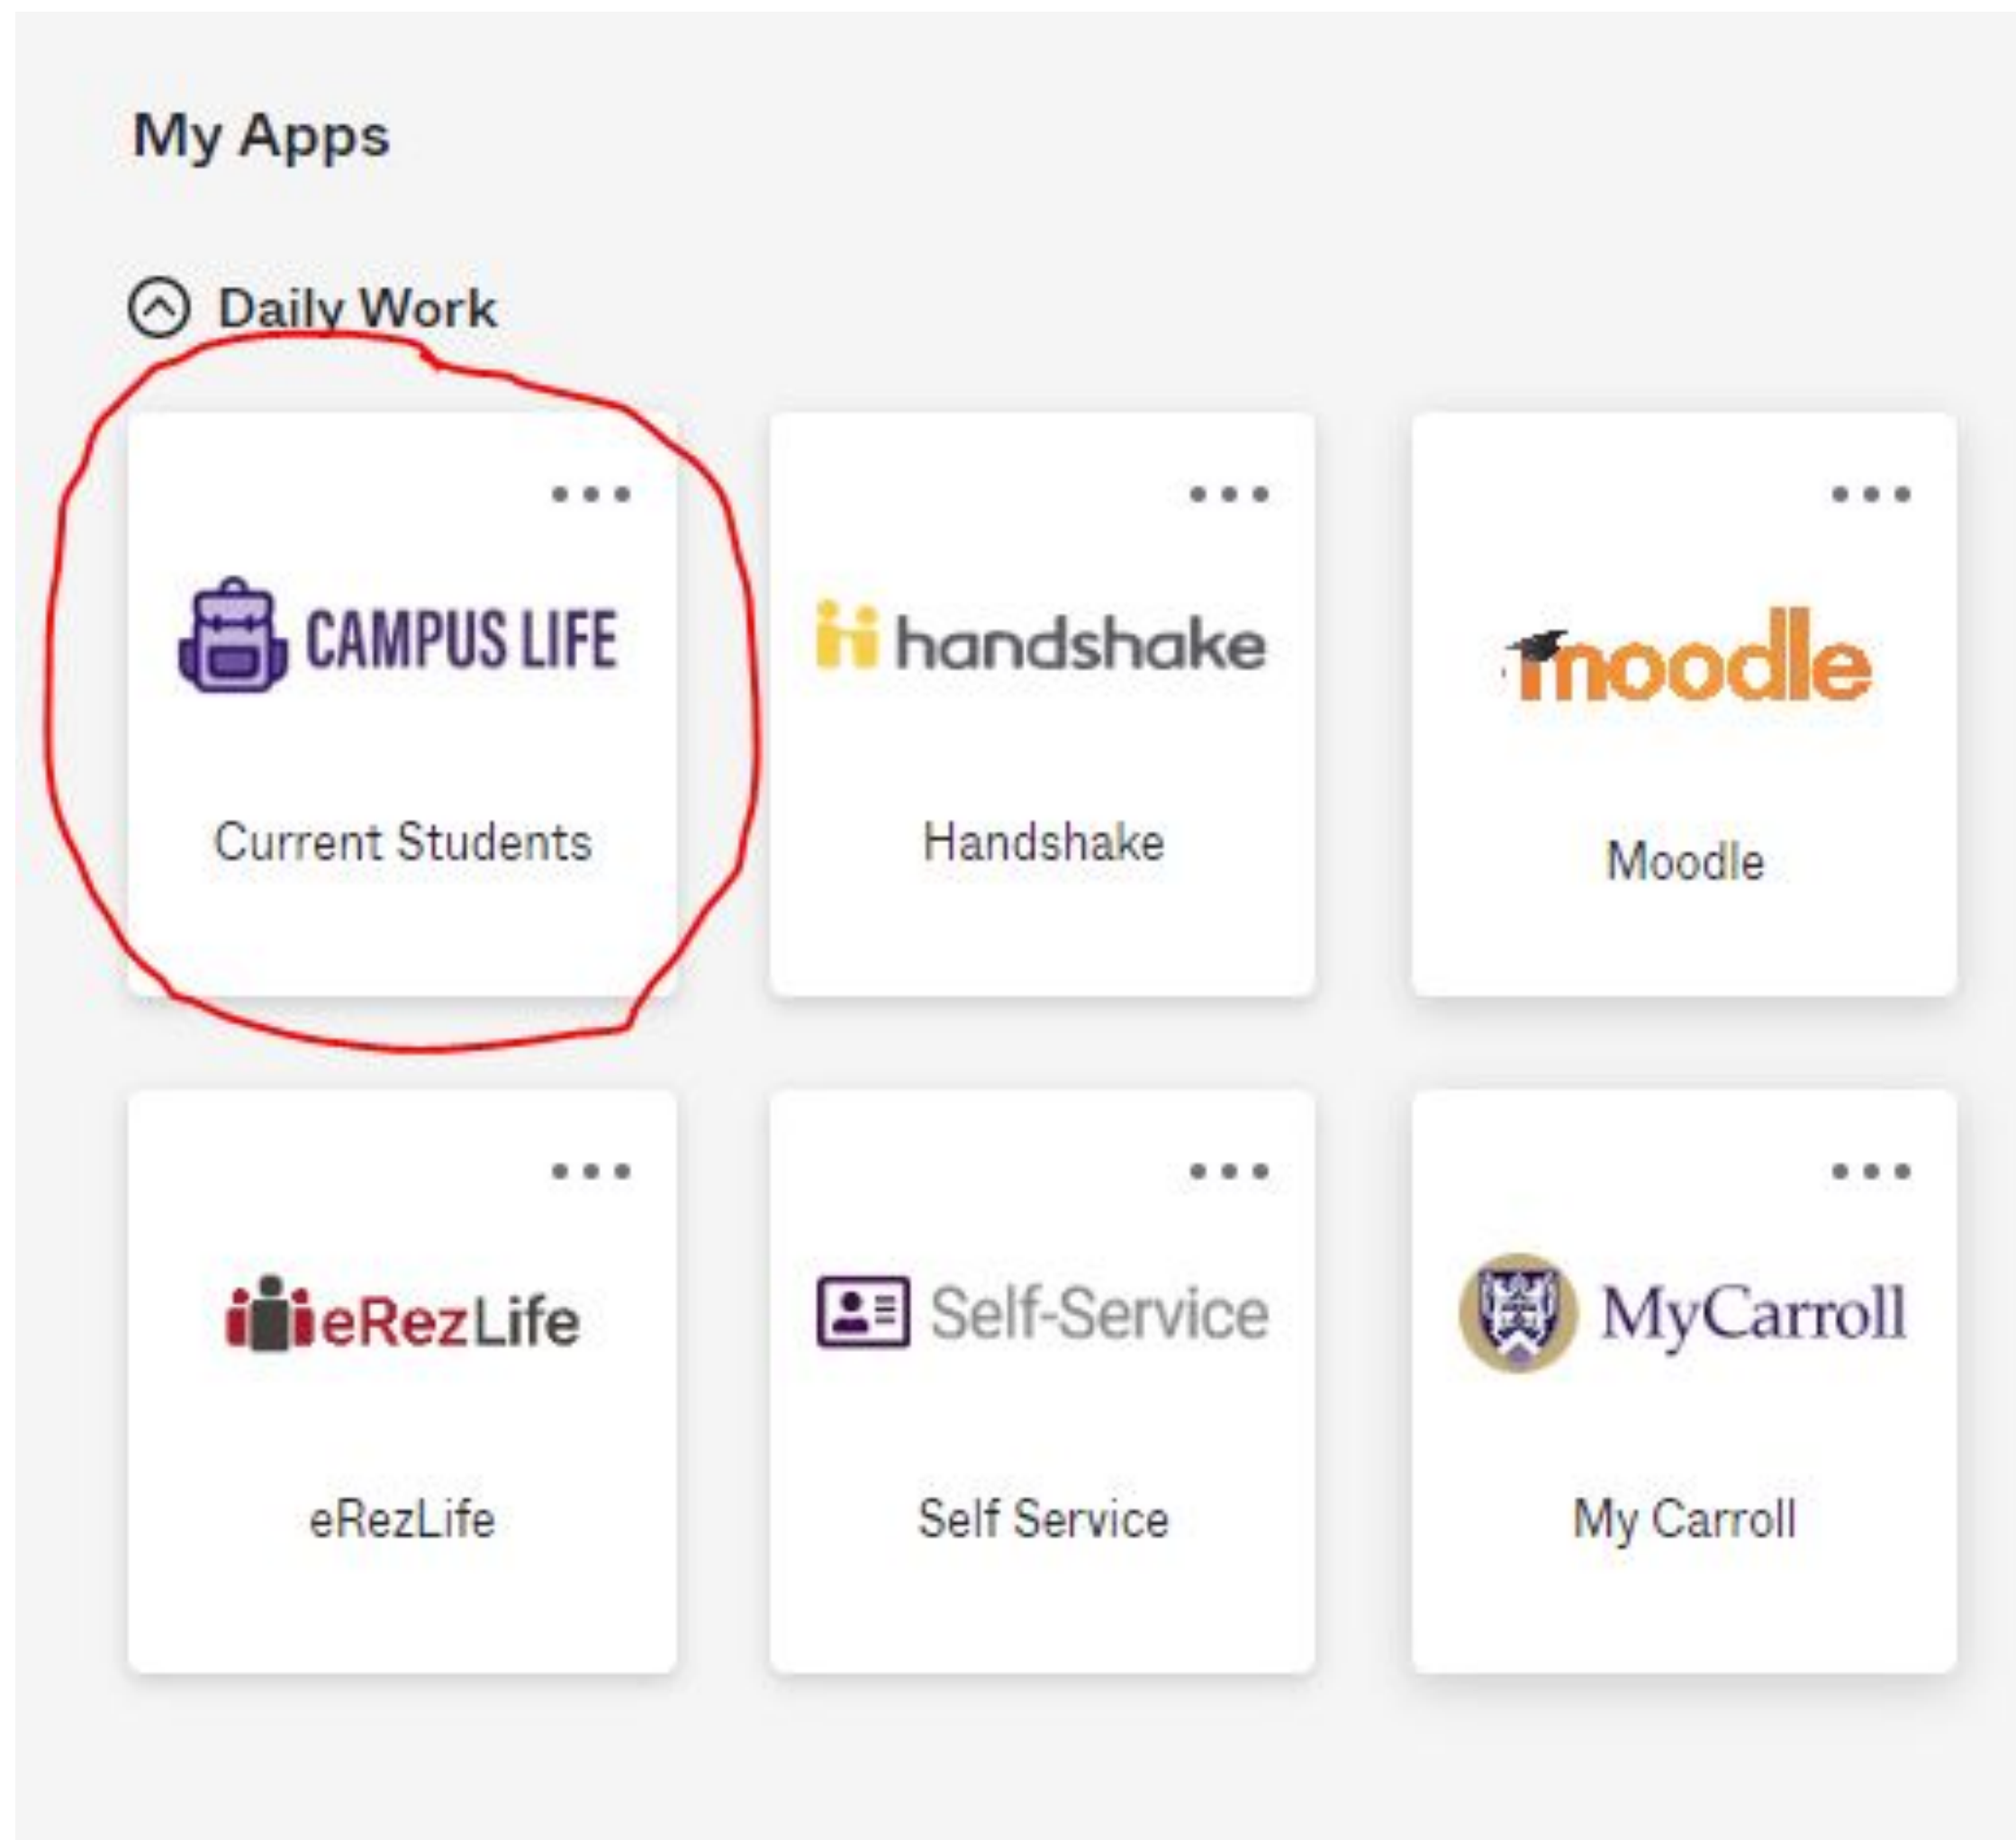 My Apps
Daily Work
CAMPUS LIFE
Current Students
handshake
Handshake
moodle
Moodle
eRezLife
eRezLife
Self-Service
Self Service
MyCarroll
My Carroll